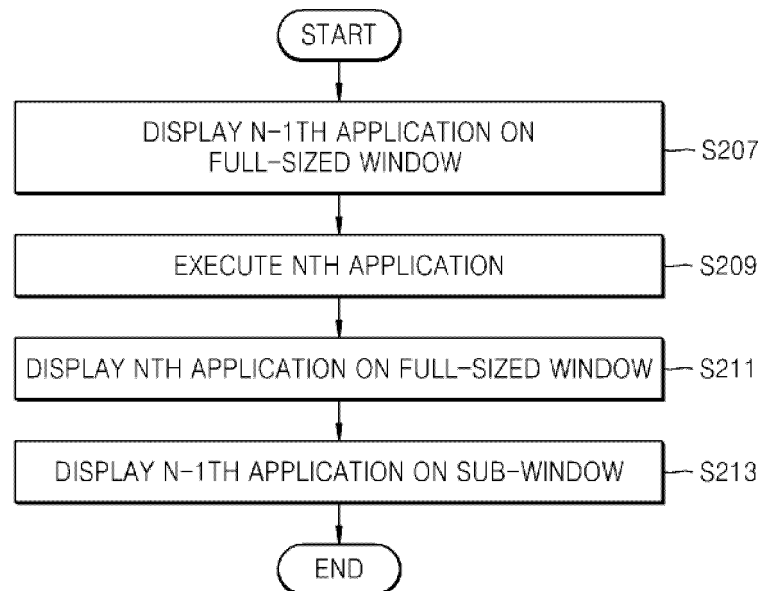 START
DISPLAY N-1TH APPLICATION ON
FULL-SIZED WINDOW
S207
EXECUTE NTH APPLICATION
S209
DISPLAY NTH APPLICATION ON FULL-SIZED WINDOW
S211
DISPLAY N-1TH APPLICATION ON SUB-WINDOW
S213
END